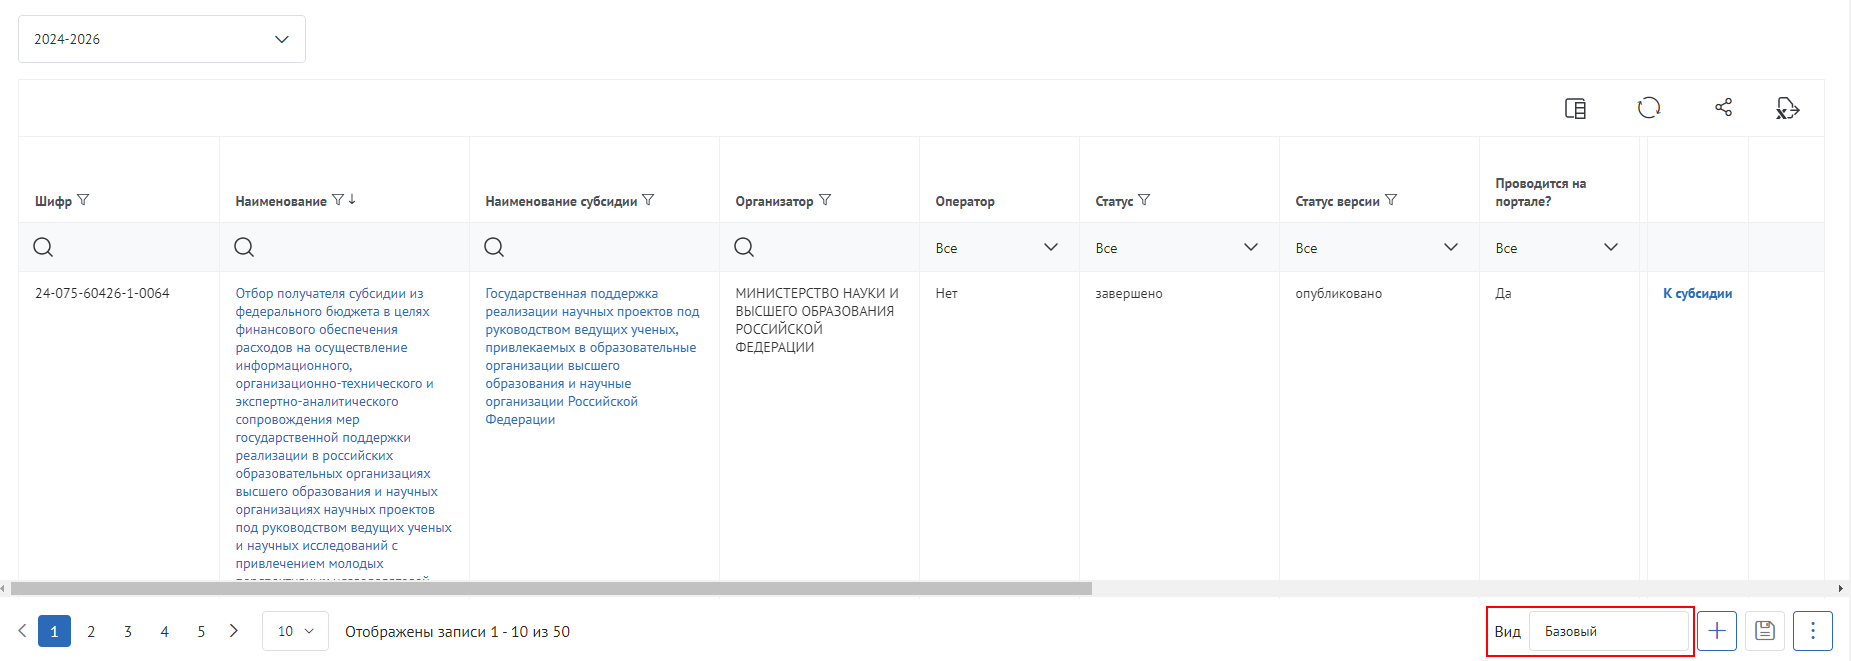 2024-2026
Шифр
Наименование
Наименование субсидии
Организатор
Оператор
Статус
Статус версии
Проводится на
портале?
Все
Все
Все
Все
24-075-60426-1-0064
Отбор получателя субсидии из
федерального бюджета в целях
финансового обеспечения
расходов на осуществление
информационного,
организационно-технического и
экспертно-аналитического
сопровождения мер
государственной поддержки
реализации в российских
образовательных организациях
высшего образования и научных
организациях научных проектов
под руководством ведущих ученых
и научных исследований с
привлечением молодых
Государственная поддержка
реализации научных проектов под
руководством ведущих ученых,
привлекаемых в образовательные
организации высшего
образования и научные
организации Российской
Федерации
МИНИСТЕРСТВО НАУКИ И
ВЫСШЕГО ОБРАЗОВАНИЯ
РОССИЙСКОЙ
ФЕДЕРАЦИИ
Нет
завершено
опубликовано
Да
К субсидии
1
2
3
4
5
10
Отображены записи 1 - 10 из 50
Вид
Базовый